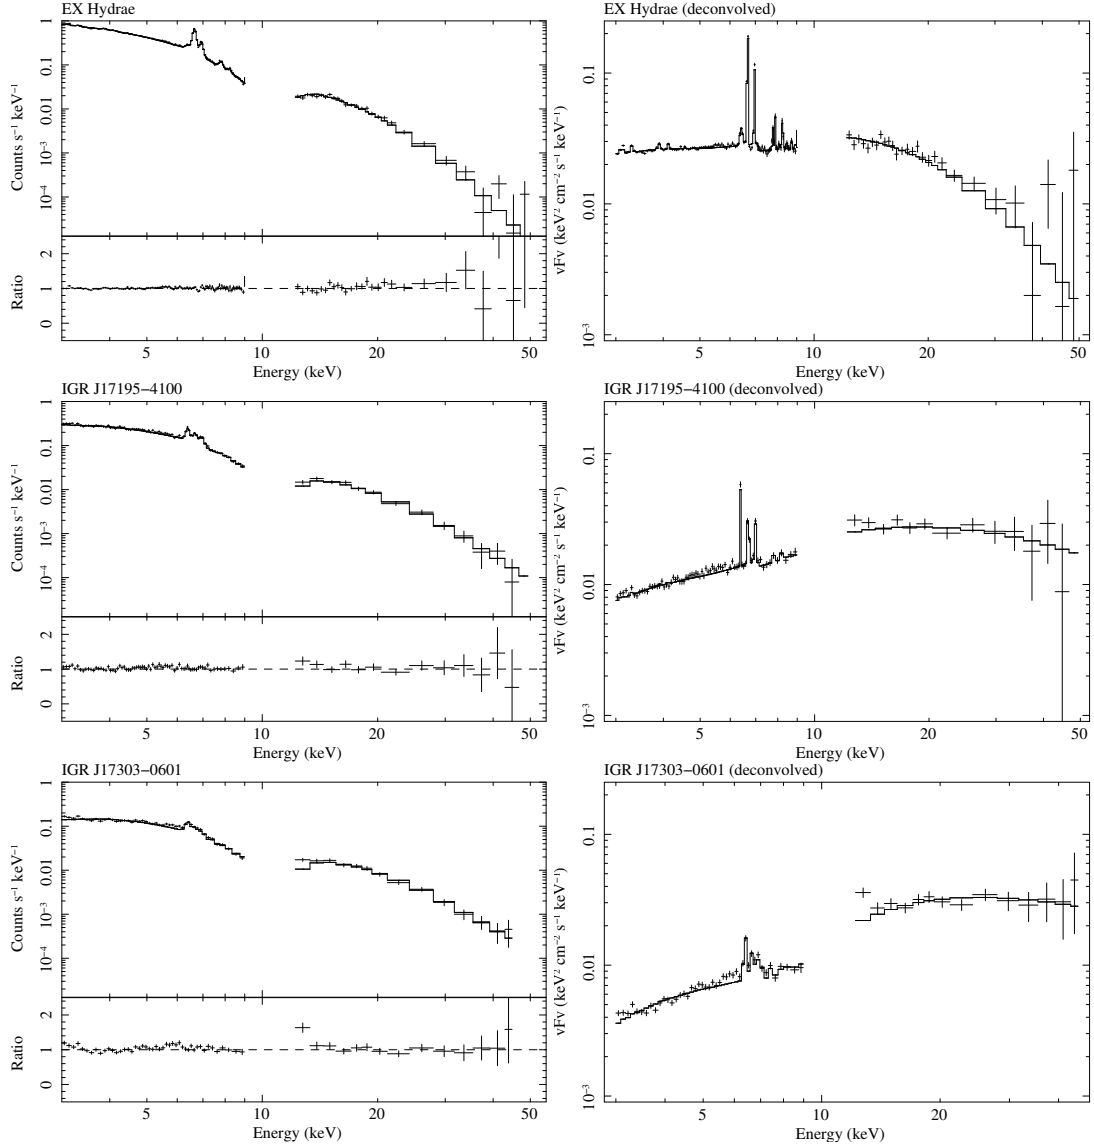 EX Hydrae
EX Hydrae (deconvolved)
Counts s⁻¹ keV⁻¹
1
0.1
0.01
10⁻³
10⁻⁴
Ratio
2
1
0
5
10
20
50
Energy (keV)
νFν (keV² cm⁻² s⁻¹ keV⁻¹)
0.1
0.01
10⁻³
5
10
20
50
Energy (keV)
IGR J17195−4100
IGR J17195−4100 (deconvolved)
Counts s⁻¹ keV⁻¹
1
0.1
0.01
10⁻³
10⁻⁴
Ratio
2
1
0
5
10
20
50
Energy (keV)
νFν (keV² cm⁻² s⁻¹ keV⁻¹)
0.1
0.01
10⁻³
5
10
20
50
Energy (keV)
IGR J17303−0601
IGR J17303−0601 (deconvolved)
Counts s⁻¹ keV⁻¹
1
0.1
0.01
10⁻³
10⁻⁴
Ratio
2
1
0
5
10
20
50
Energy (keV)
νFν (keV² cm⁻² s⁻¹ keV⁻¹)
0.1
0.01
10⁻³
5
10
20
Energy (keV)